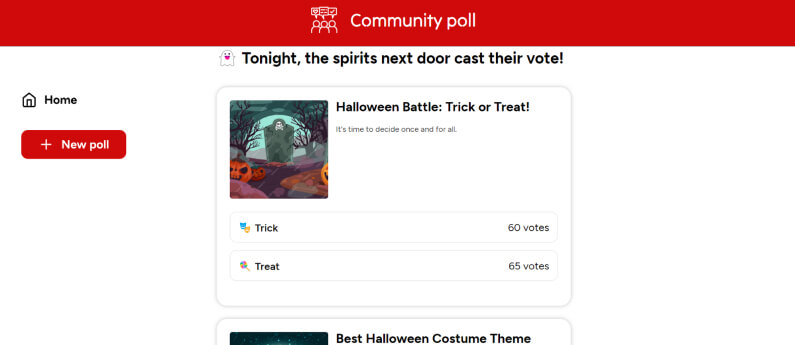 Community poll
👻 Tonight, the spirits next door cast their vote!
Home
+ New poll
Halloween Battle: Trick or Treat!
It's time to decide once and for all.
🎭 Trick 60 votes
🍭 Treat 65 votes
Best Halloween Costume Theme